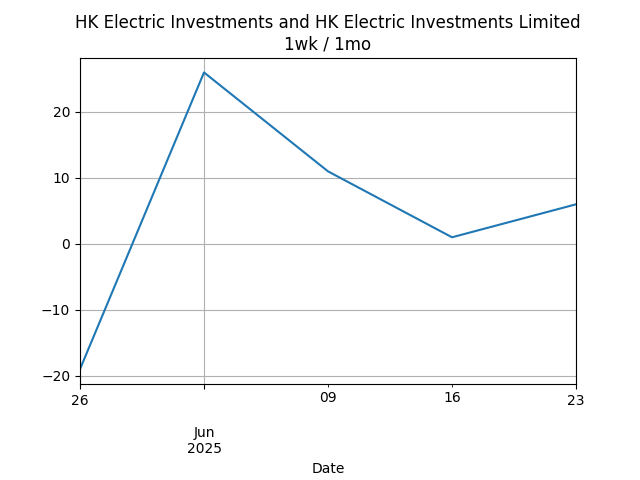 HK Electric Investments and HK Electric Investments Limited
1wk / 1mo
20
10
0
−10
−20
26
09
16
23
Jun
2025
Date